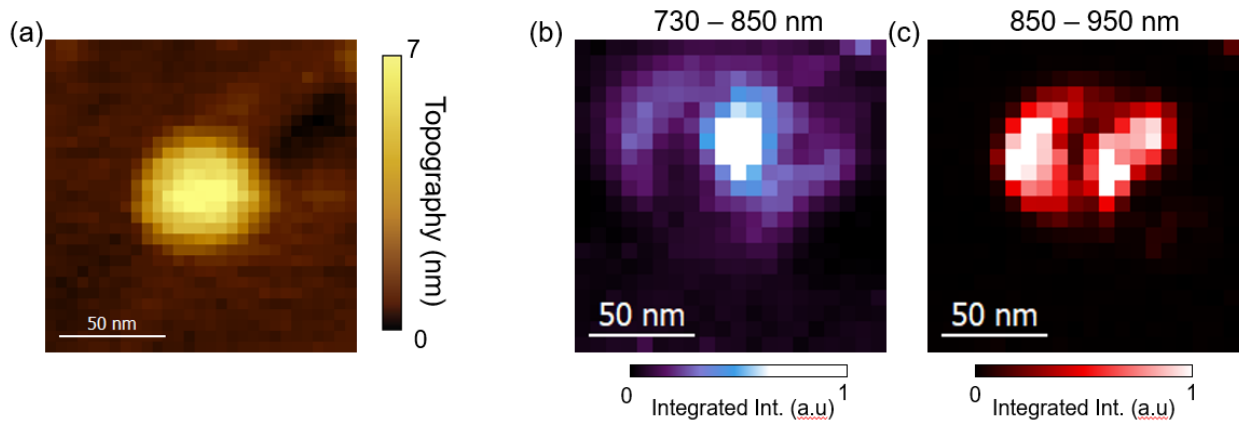 (a)
7
Topography (nm)
0
50 nm
730 – 850 nm
(b)
50 nm
0
1
Integrated Int. (a.u)
850 – 950 nm
(c)
50 nm
0
1
Integrated Int. (a.u)